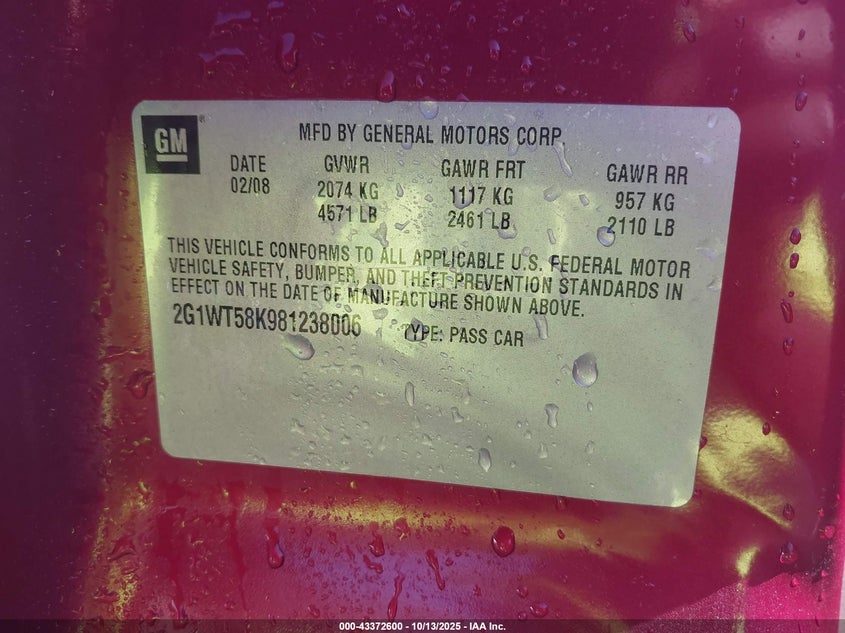 GM
MFD BY GENERAL MOTORS CORP.
DATE GVWR GAWR FRT GAWR RR
02/08 2074 KG 1117 KG 957 KG
4571 LB 2461 LB 2110 LB
THIS VEHICLE CONFORMS TO ALL APPLICABLE U.S. FEDERAL MOTOR
VEHICLE SAFETY, BUMPER, AND THEFT PREVENTION STANDARDS IN
EFFECT ON THE DATE OF MANUFACTURE SHOWN ABOVE.
2G1WT58K981238006 TYPE: PASS CAR
000-43372600 - 10/13/2025 - IAA Inc.